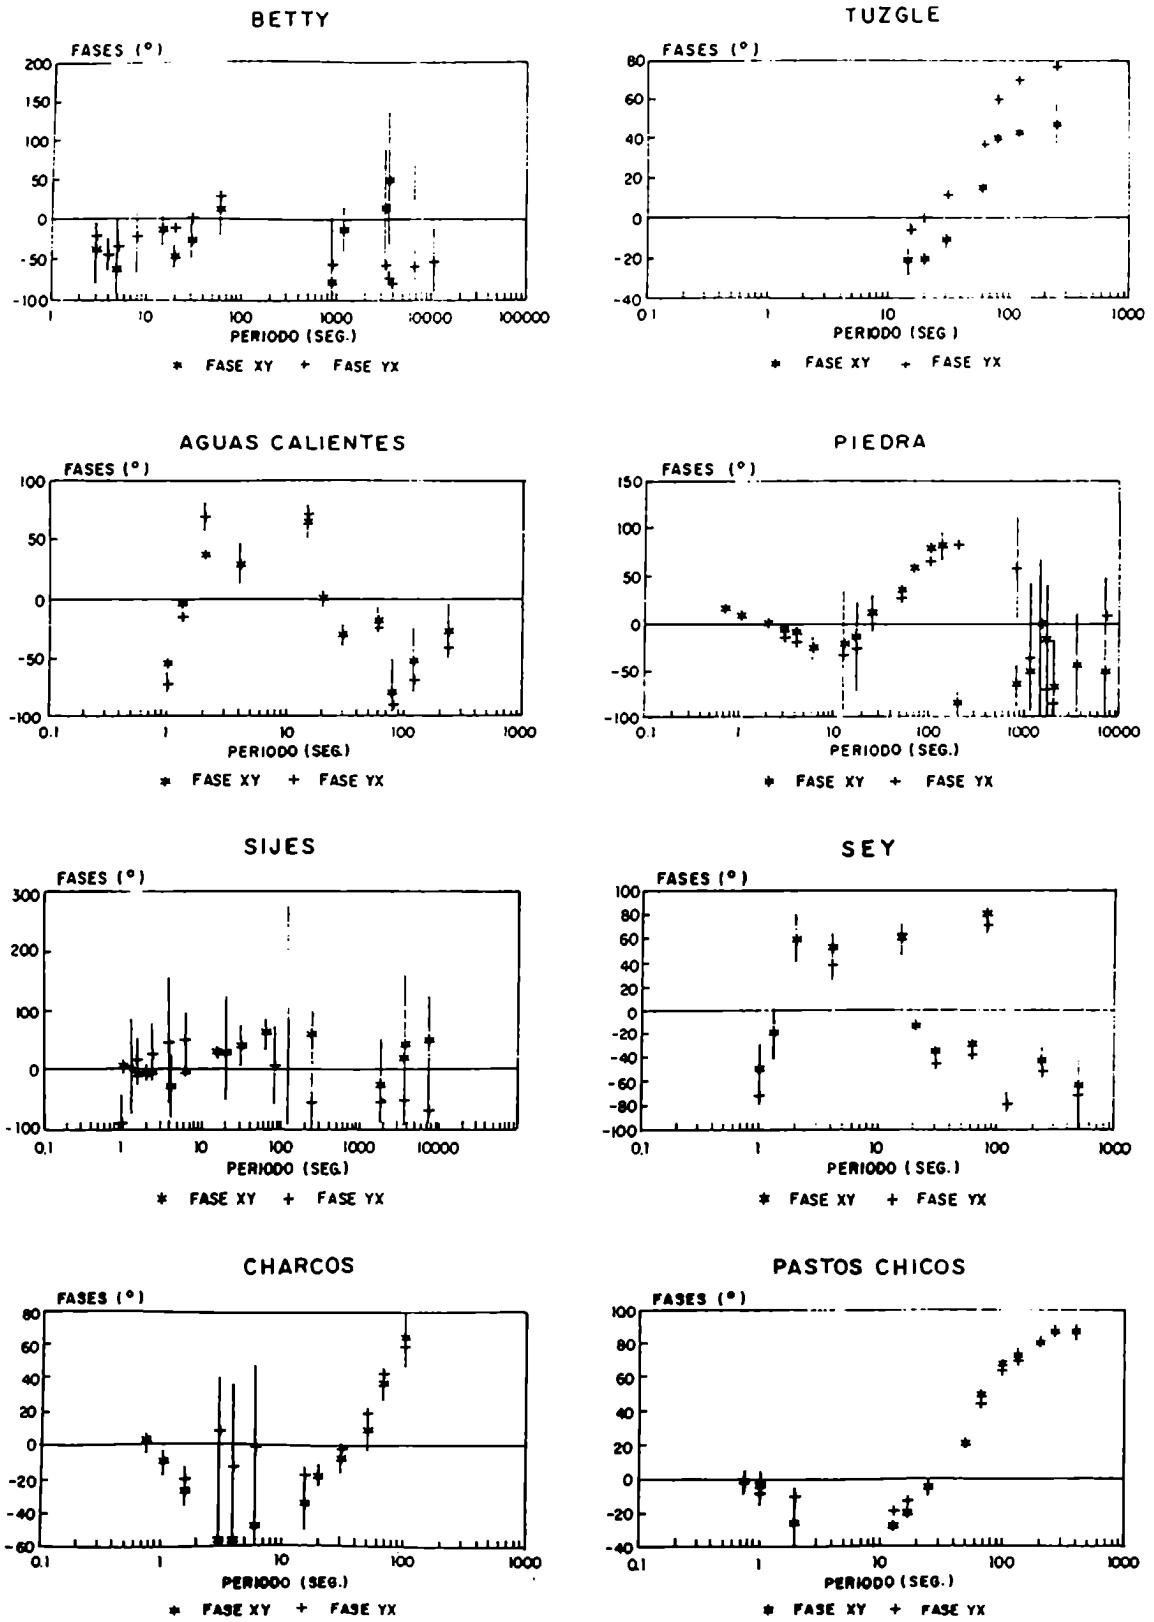 BETTY
FASES (°)
200
150
100
50
0
-50
-100
1 10 100 1000 10000 100000
PERIODO (SEG.)
* FASE XY + FASE YX
TUZGLE
FASES (°)
80
60
40
20
0
-20
-40
0.1 1 10 100 1000
PERIODO (SEG)
* FASE XY + FASE YX
AGUAS CALIENTES
FASES (°)
100
50
0
-50
-100
0.1 1 10 100 1000
PERIODO (SEG.)
* FASE XY + FASE YX
PIEDRA
FASES (°)
150
100
50
0
-50
-100
0.1 1 10 100 1000 10000
PERIODO (SEG.)
* FASE XY + FASE YX
SIJES
FASES (°)
300
200
100
0
-100
0.1 1 10 100 1000 10000
PERIODO (SEG.)
* FASE XY + FASE YX
SEY
FASES (°)
100
80
60
40
20
0
-20
-40
-60
-80
-100
0.1 1 10 100 1000
PERIODO (SEG.)
* FASE XY + FASE YX
CHARCOS
FASES (°)
80
60
40
20
0
-20
-40
-60
0.1 1 10 100 1000
PERIODO (SEG.)
* FASE XY + FASE YX
PASTOS CHICOS
FASES (°)
100
80
60
40
20
0
-20
-40
0.1 1 10 100 1000
PERIODO (SEG.)
* FASE XY + FASE YX